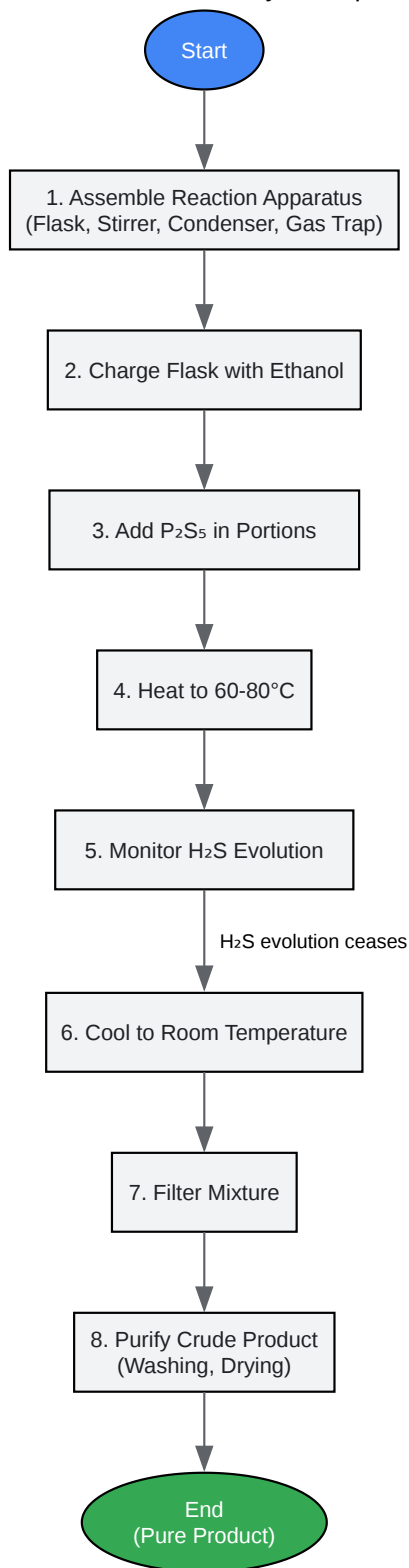 Start
1. Assemble Reaction Apparatus
(Flask, Stirrer, Condenser, Gas Trap)
2. Charge Flask with Ethanol
3. Add P₂S₅ in Portions
4. Heat to 60-80°C
5. Monitor H₂S Evolution
H₂S evolution ceases
6. Cool to Room Temperature
7. Filter Mixture
8. Purify Crude Product
(Washing, Drying)
End
(Pure Product)